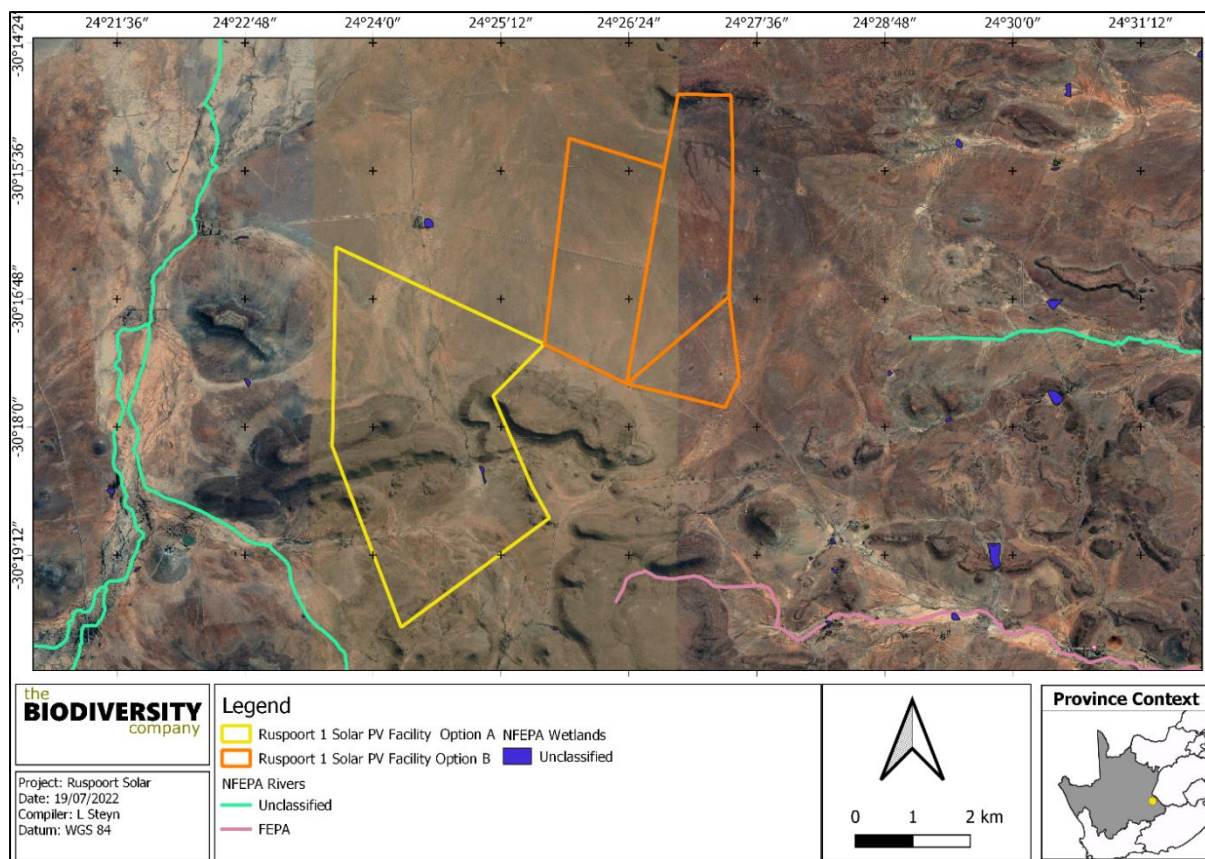 24°21′36″ 24°22′48″ 24°24′0″ 24°25′12″ 24°26′24″ 24°27′36″ 24°28′48″ 24°30′0″ 24°31′12″
-30°14′24″
-30°15′36″
-30°16′48″
-30°18′0″
-30°19′12″
the
BIODIVERSITY
company
Project: Ruspoort Solar
Date: 19/07/2022
Compiler: L Steyn
Datum: WGS 84
Legend
Ruspoort 1 Solar PV Facility Option A
Ruspoort 1 Solar PV Facility Option B
NFEPA Rivers
Unclassified
FEPA
NFEPA Wetlands
Unclassified
0 1 2 km
Province Context